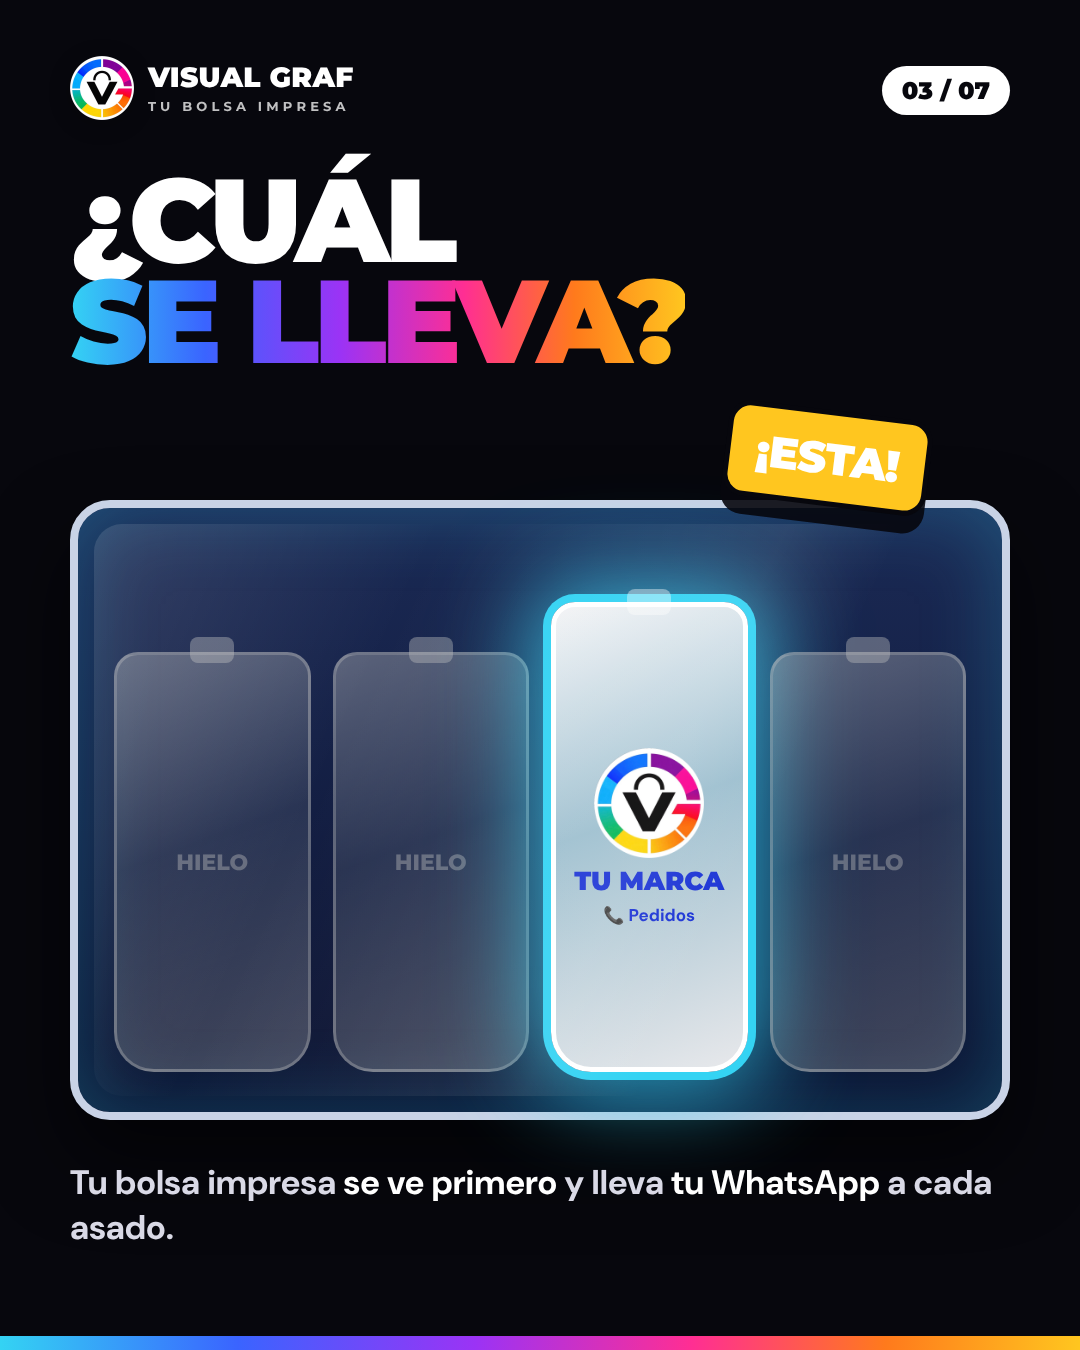 VISUAL GRAF
TU BOLSA IMPRESA
03 / 07
¿CUÁL
SE LLEVA?
¡ESTA!
HIELO
HIELO
TU MARCA
📞 Pedidos
HIELO
Tu bolsa impresa se ve primero y lleva tu WhatsApp a cada
asado.